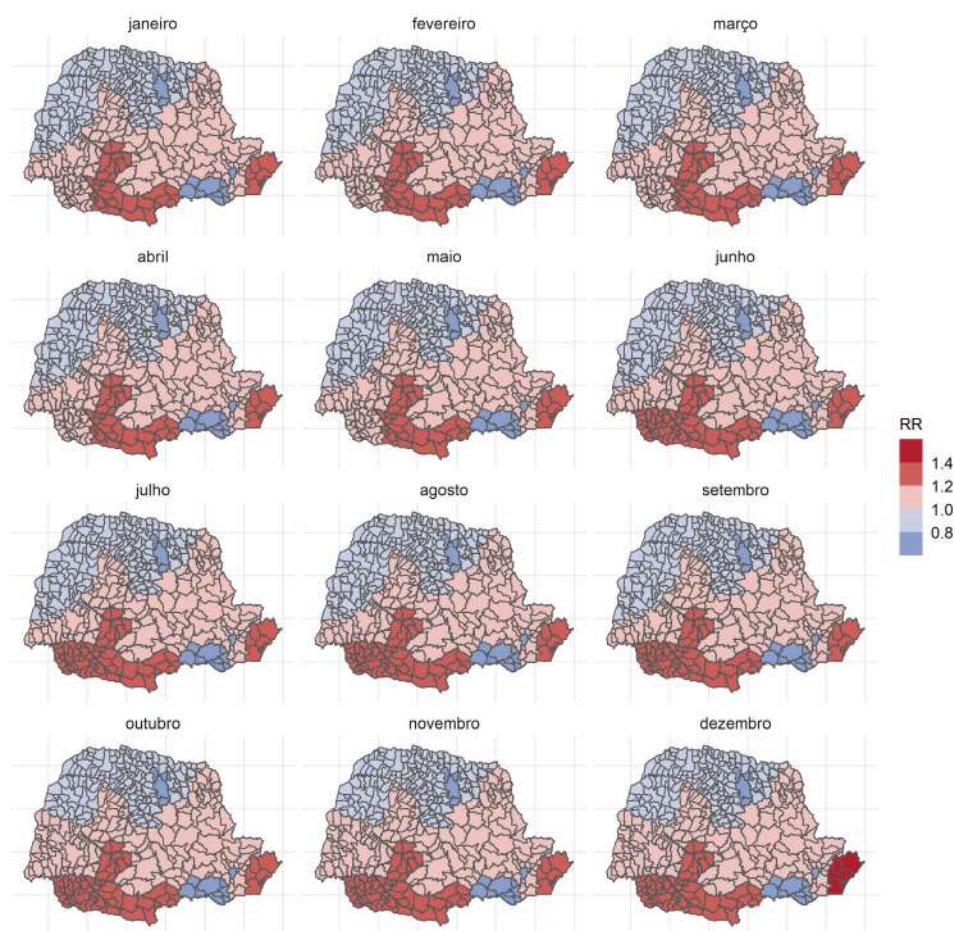 janeiro fevereiro março
abril maio junho
RR
1.4
1.2
1.0
0.8
julho agosto setembro
outubro novembro dezembro